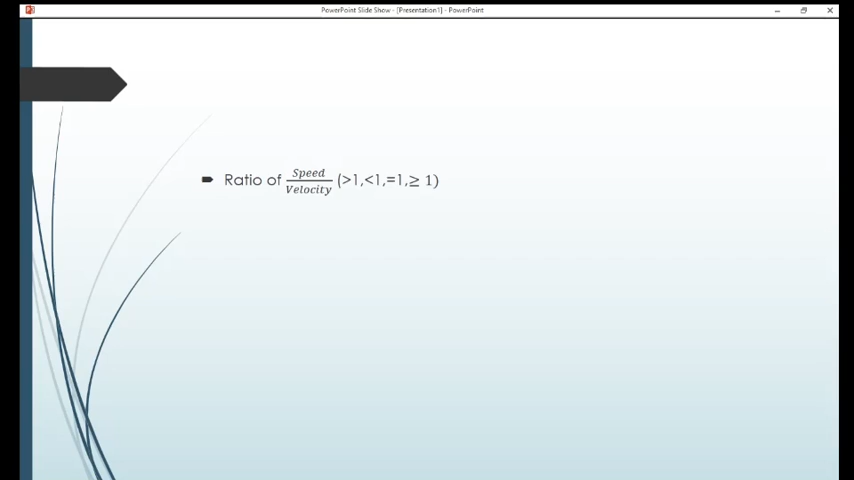 PowerPoint Slide Show - [Presentation1] - PowerPoint
Ratio of Speed/Velocity (>1,<1,=1,≥ 1)